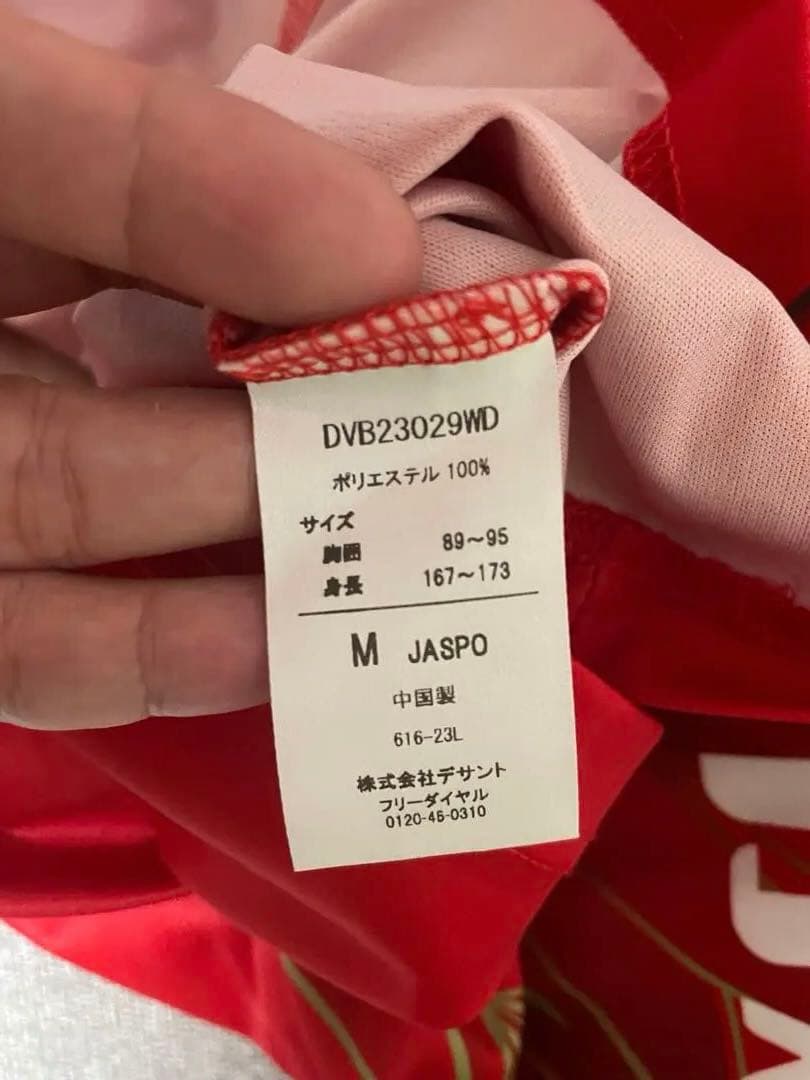 DVB23029WD
ポリエステル 100%
サイズ
胸囲 89〜95
身長 167〜173
M JASPO
中国製
616-23L
株式会社デサント
フリーダイヤル
0120-46-0310